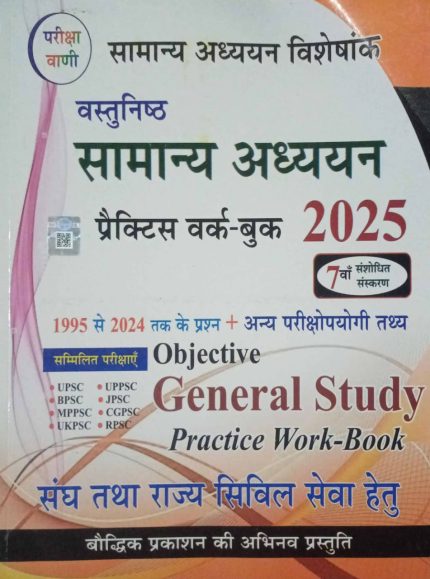 परीक्षा
वाणी
सामान्य अध्ययन विशेषांक
वस्तुनिष्ठ
सामान्य अध्ययन
प्रैक्टिस वर्क-बुक 2025
7वाँ संशोधित
संस्करण
1995 से 2024 तक के प्रश्न + अन्य परीक्षोपयोगी तथ्य
सम्मिलित परीक्षाएँ
• UPSC • UPPSC
• BPSC • JPSC
• MPPSC • CGPSC
• UKPSC • RPSC
Objective
General Study
Practice Work-Book
संघ तथा राज्य सिविल सेवा हेतु
बौद्धिक प्रकाशन की अभिनव प्रस्तुति